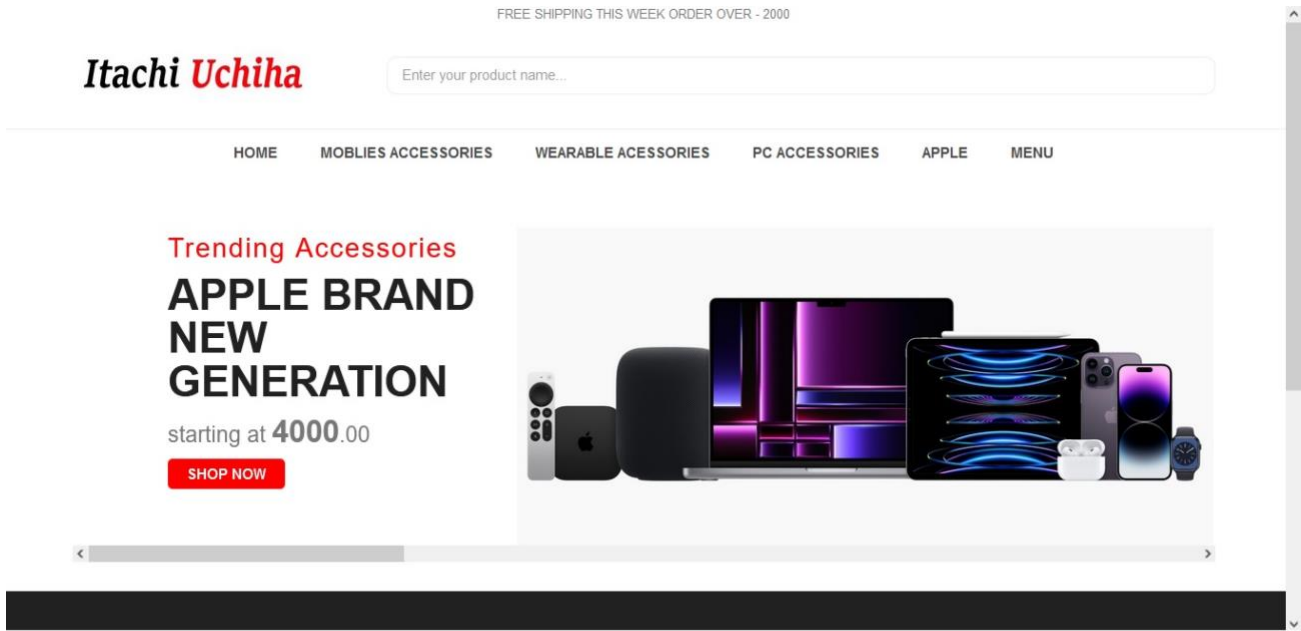 FREE SHIPPING THIS WEEK ORDER OVER - 2000
Itachi Uchiha
Enter your product name...
HOME MOBLIES ACCESSORIES WEARABLE ACESSORIES PC ACCESSORIES APPLE MENU
Trending Accessories
APPLE BRAND
NEW
GENERATION
starting at 4000.00
SHOP NOW